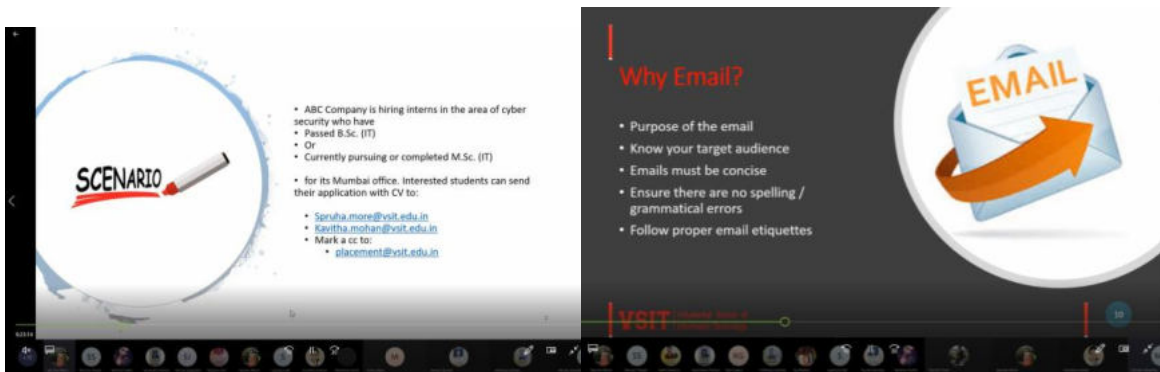 SCENARIO
• ABC Company is hiring interns in the area of cyber
security who have
• Passed B.Sc. (IT)
• Or
• Currently pursuing or completed M.Sc. (IT)
• for its Mumbai office. Interested students can send
their application with CV to:
• Spruha.more@vsit.edu.in
• Kavitha.mohan@vsit.edu.in
• Mark a cc to:
• placement@vsit.edu.in
SS
SJ
S
M
Why Email?
• Purpose of the email
• Know your target audience
• Emails must be concise
• Ensure there are no spelling /
grammatical errors
• Follow proper email etiquettes
EMAIL
VSIT
10
SS
S